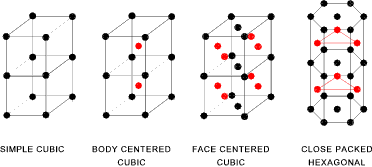 SIMPLE CUBIC
BODY CENTERED
CUBIC
FACE CENTERED
CUBIC
CLOSE PACKED
HEXAGONAL